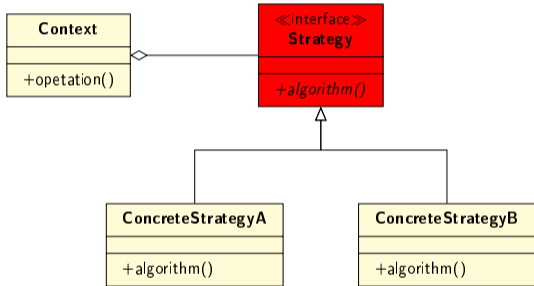 Context
+opetation()
≪interface≫
Strategy
+algorithm()
ConcreteStrategyA
+algorithm()
ConcreteStrategyB
+algorithm()